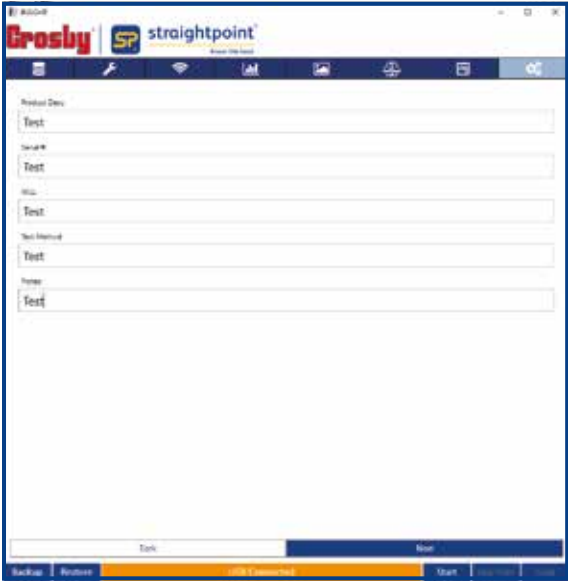 Crosby SP straightpoint
Product Desc
Test
Serial #
Test
WLL
Test
Test Method
Test
Notes
Test
Next
Backup Restore USB Connected Start